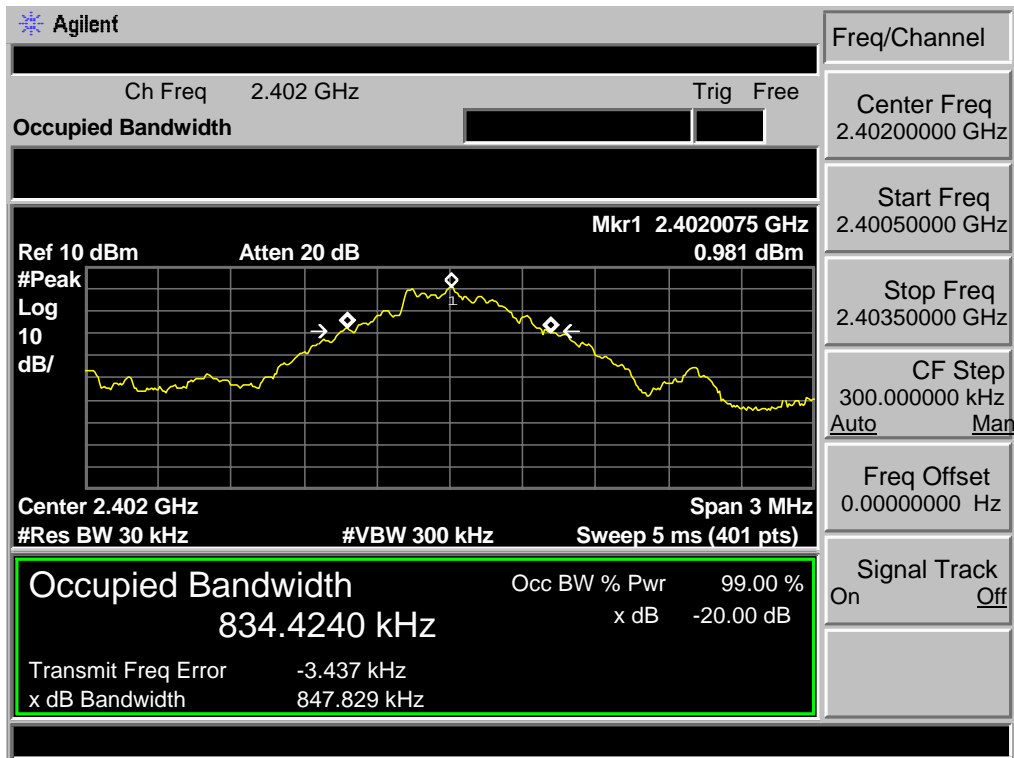 Agilent
Freq/Channel
Ch Freq 2.402 GHz Trig Free
Occupied Bandwidth
Center Freq
2.40200000 GHz
Start Freq
2.40050000 GHz
Stop Freq
2.40350000 GHz
CF Step
300.000000 kHz
Auto Man
Freq Offset
0.00000000 Hz
Signal Track
On Off
Mkr1 2.4020075 GHz
Ref 10 dBm Atten 20 dB 0.981 dBm
#Peak
Log
10
dB/
1
Center 2.402 GHz Span 3 MHz
#Res BW 30 kHz #VBW 300 kHz Sweep 5 ms (401 pts)
Occupied Bandwidth Occ BW % Pwr 99.00 %
834.4240 kHz x dB -20.00 dB
Transmit Freq Error -3.437 kHz
x dB Bandwidth 847.829 kHz